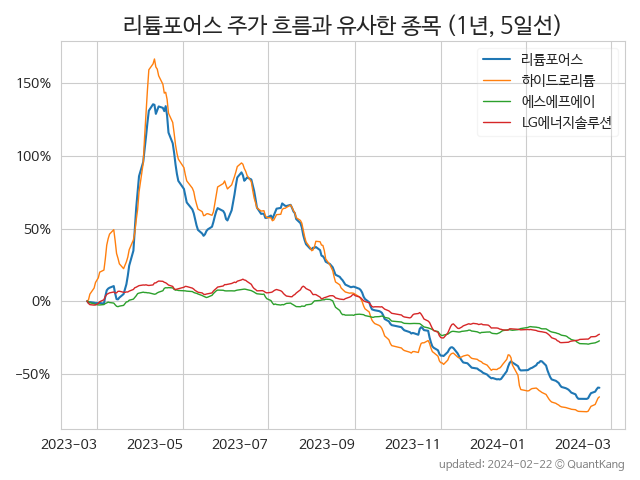 리튬포어스 주가 흐름과 유사한 종목 (1년, 5일선)
리튬포어스
하이드로리튬
에스에프에이
LG에너지솔루션
150%
100%
50%
0%
−50%
2023-03 2023-05 2023-07 2023-09 2023-11 2024-01 2024-03
updated: 2024-02-22 © QuantKang